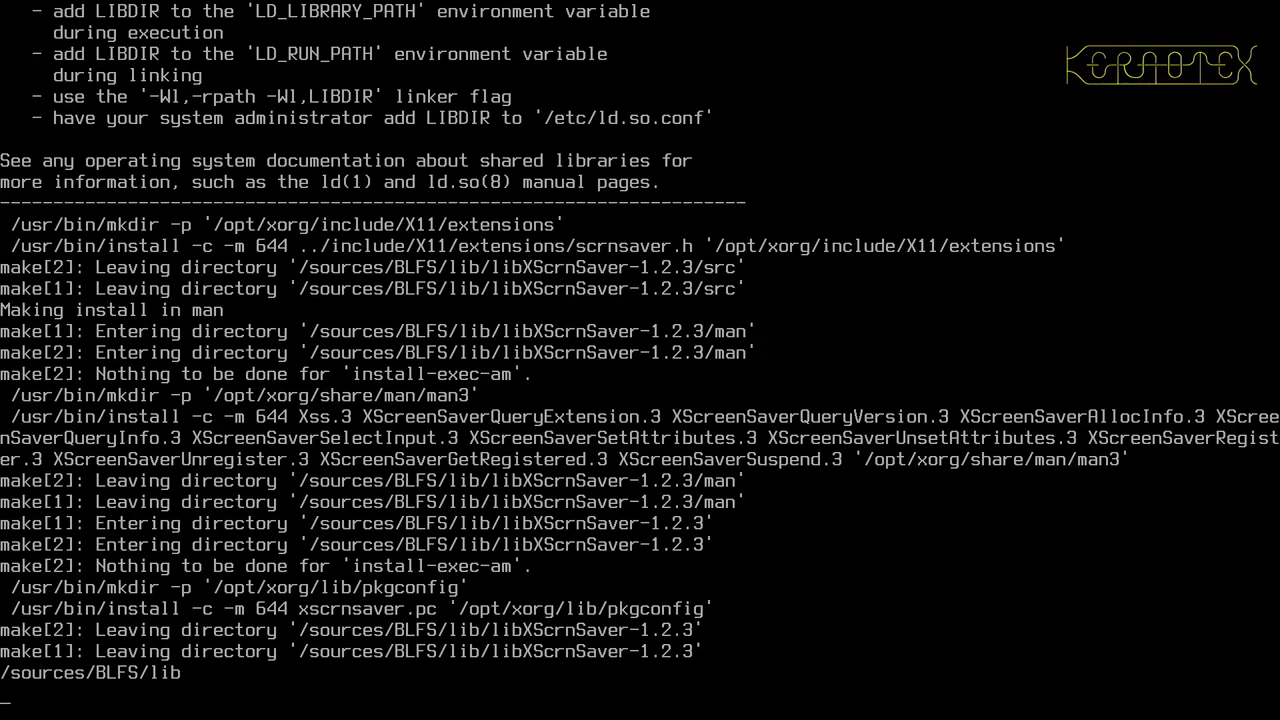 - add LIBDIR to the 'LD_LIBRARY_PATH' environment variable
during execution
- add LIBDIR to the 'LD_RUN_PATH' environment variable
during linking
- use the '-Wl,-rpath -Wl,LIBDIR' linker flag
- have your system administrator add LIBDIR to '/etc/ld.so.conf'
KERNOTEX
See any operating system documentation about shared libraries for
more information, such as the ld(1) and ld.so(8) manual pages.
----------------------------------------------------------------------
/usr/bin/mkdir -p '/opt/xorg/include/X11/extensions'
/usr/bin/install -c -m 644 ../include/X11/extensions/scrnsaver.h '/opt/xorg/include/X11/extensions'
make[2]: Leaving directory '/sources/BLFS/lib/libXScrnSaver-1.2.3/src'
make[1]: Leaving directory '/sources/BLFS/lib/libXScrnSaver-1.2.3/src'
Making install in man
make[1]: Entering directory '/sources/BLFS/lib/libXScrnSaver-1.2.3/man'
make[2]: Entering directory '/sources/BLFS/lib/libXScrnSaver-1.2.3/man'
make[2]: Nothing to be done for 'install-exec-am'.
/usr/bin/mkdir -p '/opt/xorg/share/man/man3'
/usr/bin/install -c -m 644 Xss.3 XScreenSaverQueryExtension.3 XScreenSaverQueryVersion.3 XScreenSaverAllocInfo.3 XScree
nSaverQueryInfo.3 XScreenSaverSelectInput.3 XScreenSaverSetAttributes.3 XScreenSaverUnsetAttributes.3 XScreenSaverRegist
er.3 XScreenSaverUnregister.3 XScreenSaverGetRegistered.3 XScreenSaverSuspend.3 '/opt/xorg/share/man/man3'
make[2]: Leaving directory '/sources/BLFS/lib/libXScrnSaver-1.2.3/man'
make[1]: Leaving directory '/sources/BLFS/lib/libXScrnSaver-1.2.3/man'
make[1]: Entering directory '/sources/BLFS/lib/libXScrnSaver-1.2.3'
make[2]: Entering directory '/sources/BLFS/lib/libXScrnSaver-1.2.3'
make[2]: Nothing to be done for 'install-exec-am'.
/usr/bin/mkdir -p '/opt/xorg/lib/pkgconfig'
/usr/bin/install -c -m 644 xscrnsaver.pc '/opt/xorg/lib/pkgconfig'
make[2]: Leaving directory '/sources/BLFS/lib/libXScrnSaver-1.2.3'
make[1]: Leaving directory '/sources/BLFS/lib/libXScrnSaver-1.2.3'
/sources/BLFS/lib